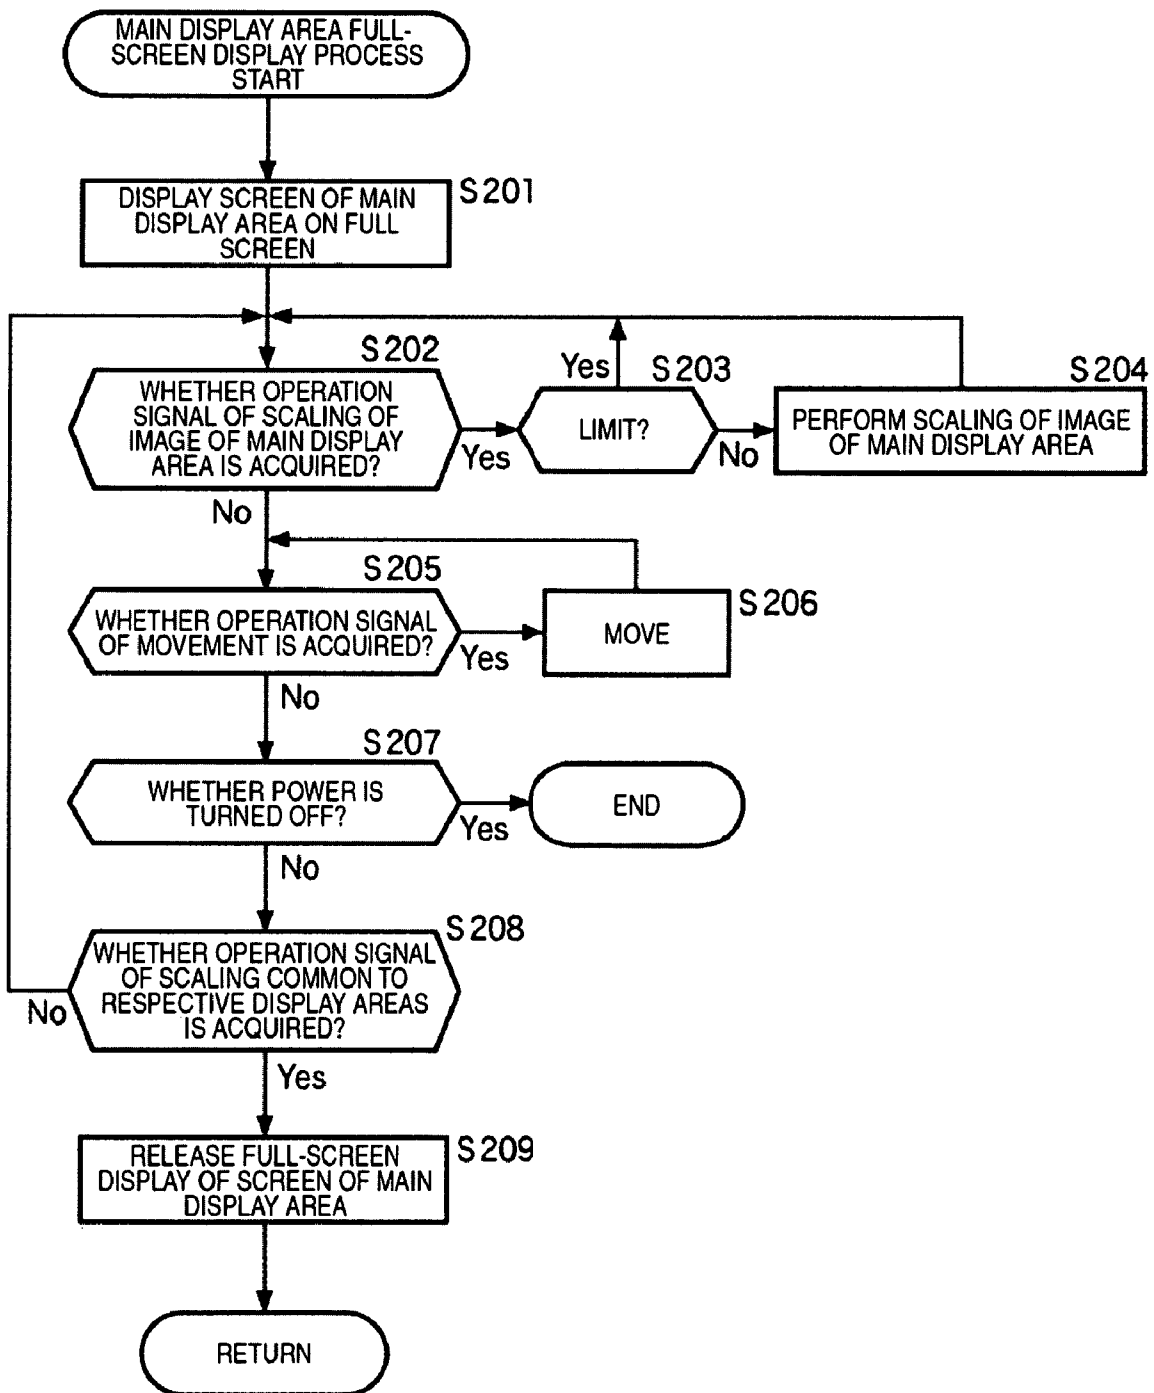 MAIN DISPLAY AREA FULL-
SCREEN DISPLAY PROCESS
START
S201
DISPLAY SCREEN OF MAIN
DISPLAY AREA ON FULL
SCREEN
S202
WHETHER OPERATION
SIGNAL OF SCALING OF
IMAGE OF MAIN DISPLAY
AREA IS ACQUIRED?
Yes
No
Yes
S203
LIMIT?
No
S204
PERFORM SCALING OF IMAGE
OF MAIN DISPLAY AREA
S205
WHETHER OPERATION SIGNAL
OF MOVEMENT IS ACQUIRED?
Yes
No
S206
MOVE
S207
WHETHER POWER IS
TURNED OFF?
Yes
No
END
S208
WHETHER OPERATION SIGNAL
OF SCALING COMMON TO
RESPECTIVE DISPLAY AREAS
IS ACQUIRED?
No
Yes
S209
RELEASE FULL-SCREEN
DISPLAY OF SCREEN OF MAIN
DISPLAY AREA
RETURN